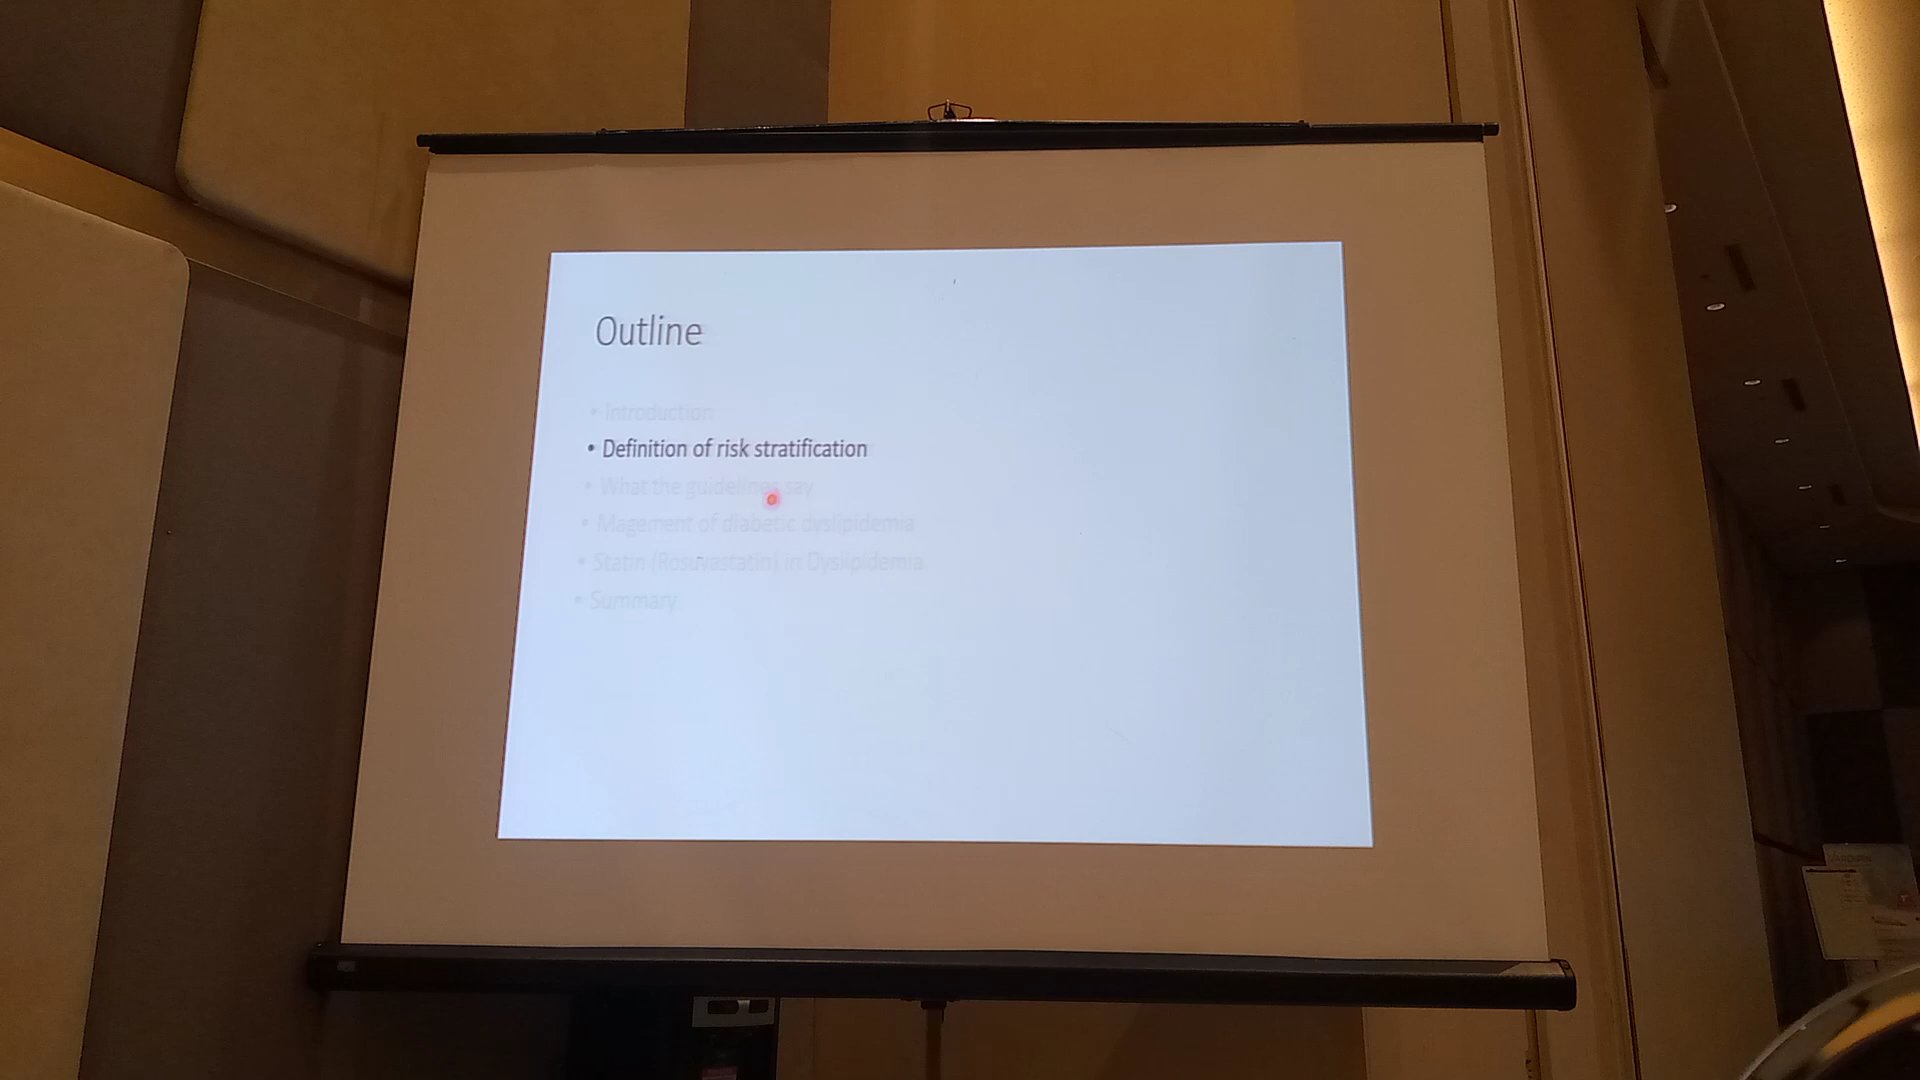 Outline
• Introduction
• Definition of risk stratification
• What the guidelines say
• Magement of diabetic dyslipidemia
• Statin (Rosuvastatin) in Dyslipidemia
• Summary